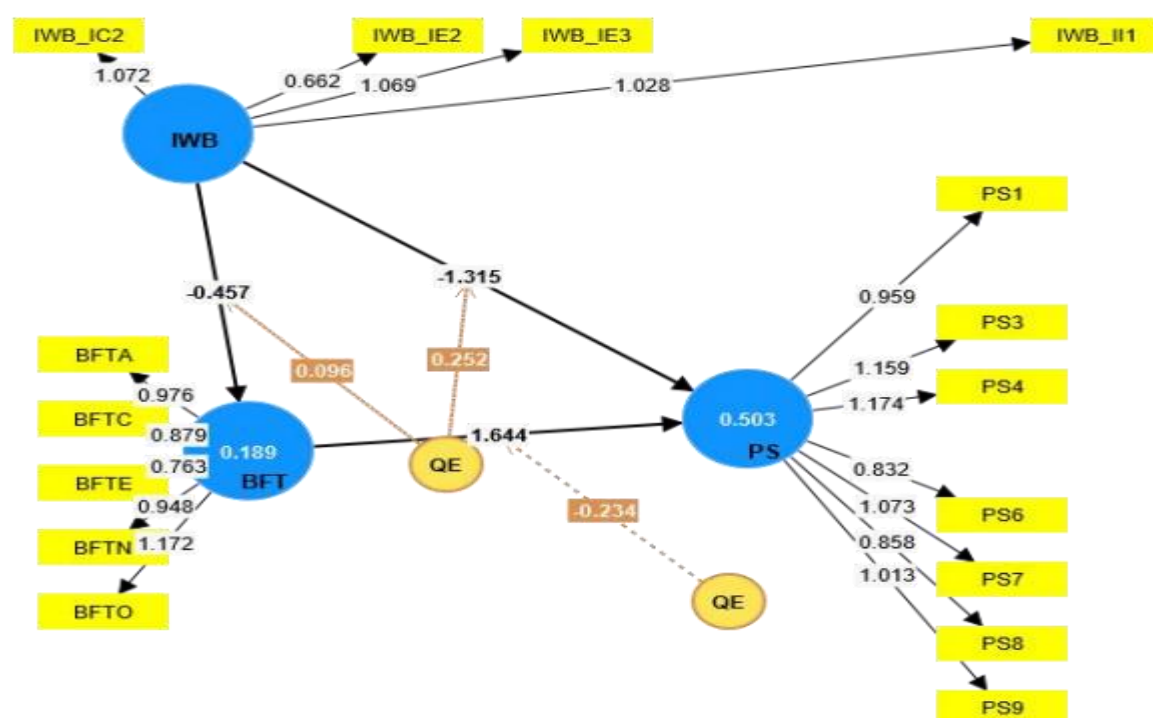 IWB_IC2
IWB_IE2
IWB_IE3
IWB_II1
1.072
0.662
1.069
1.028
IWB
PS1
-1.315
-0.457
0.959
PS3
BFTA
0.096
0.252
1.159
PS4
0.976
1.174
BFTC
0.879
0.503
1.644
0.189
PS
0.763
QE
0.832
BFTE
BFT
0.948
1.073
-0.234
PS6
0.858
BFTN
1.172
1.013
PS7
QE
BFTO
PS8
PS9